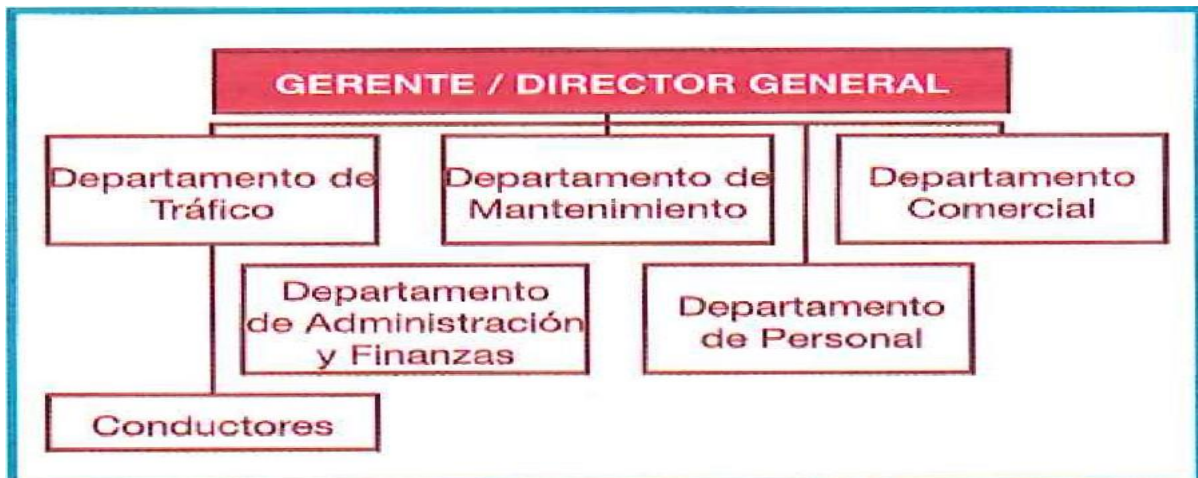 GERENTE / DIRECTOR GENERAL
Departamento de
Tráfico
Departamento de
Mantenimiento
Departamento
Comercial
Departamento
de Administración
y Finanzas
Departamento
de Personal
Conductores